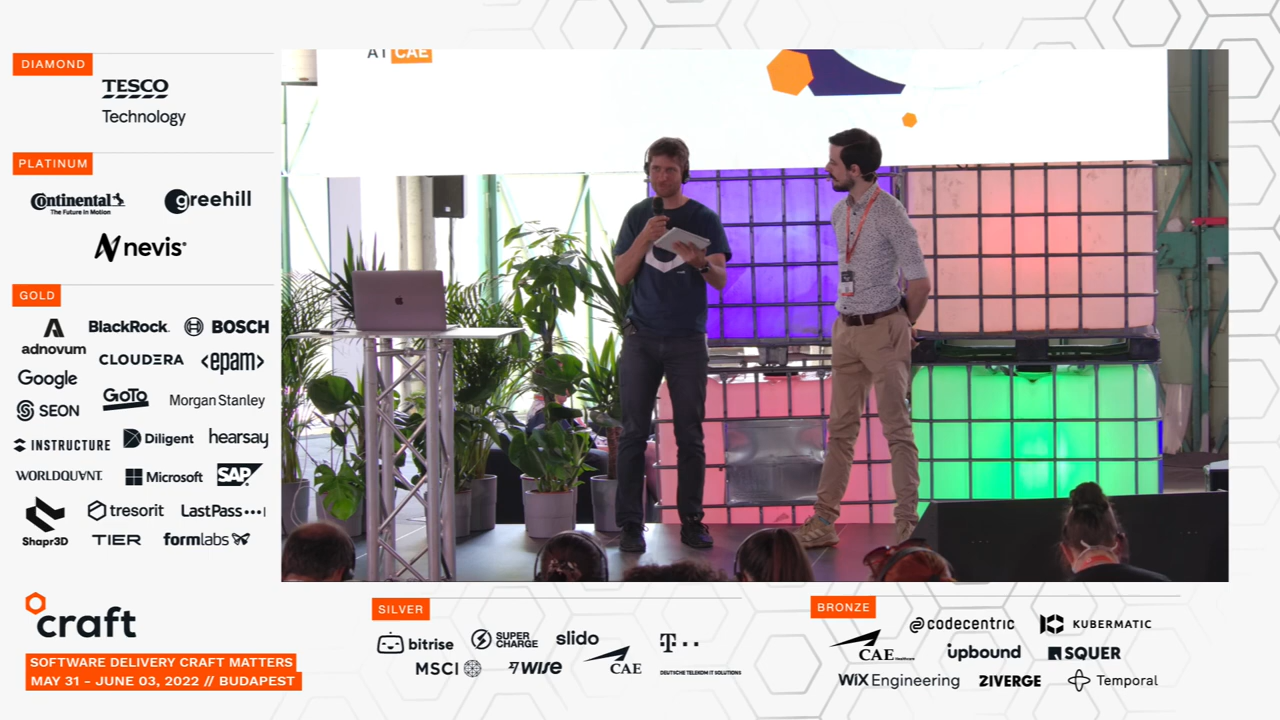 DIAMOND
TESCO
Technology
PLATINUM
Continental
The Future in Motion
greehill
nevis
GOLD
adnovum
BlackRock.
BOSCH
CLOUDERA
<epam>
Google
SEON
GoTo
Morgan Stanley
INSTRUCTURE
Diligent
hearsay
WORLDQUANT
Microsoft
SAP
Shapr3D
tresorit
LastPass•••|
TIER
formlabs
craft
SOFTWARE DELIVERY CRAFT MATTERS
MAY 31 - JUNE 03, 2022 // BUDAPEST
AT CAE
SILVER
bitrise
SUPER
CHARGE
slido
T
DEUTSCHE TELEKOM IT SOLUTIONS
MSCI
WISE
CAE
BRONZE
CAE
Healthcare
codecentric
KUBERMATIC
upbound
SQUER
WiX Engineering
ZIVERGE
Temporal